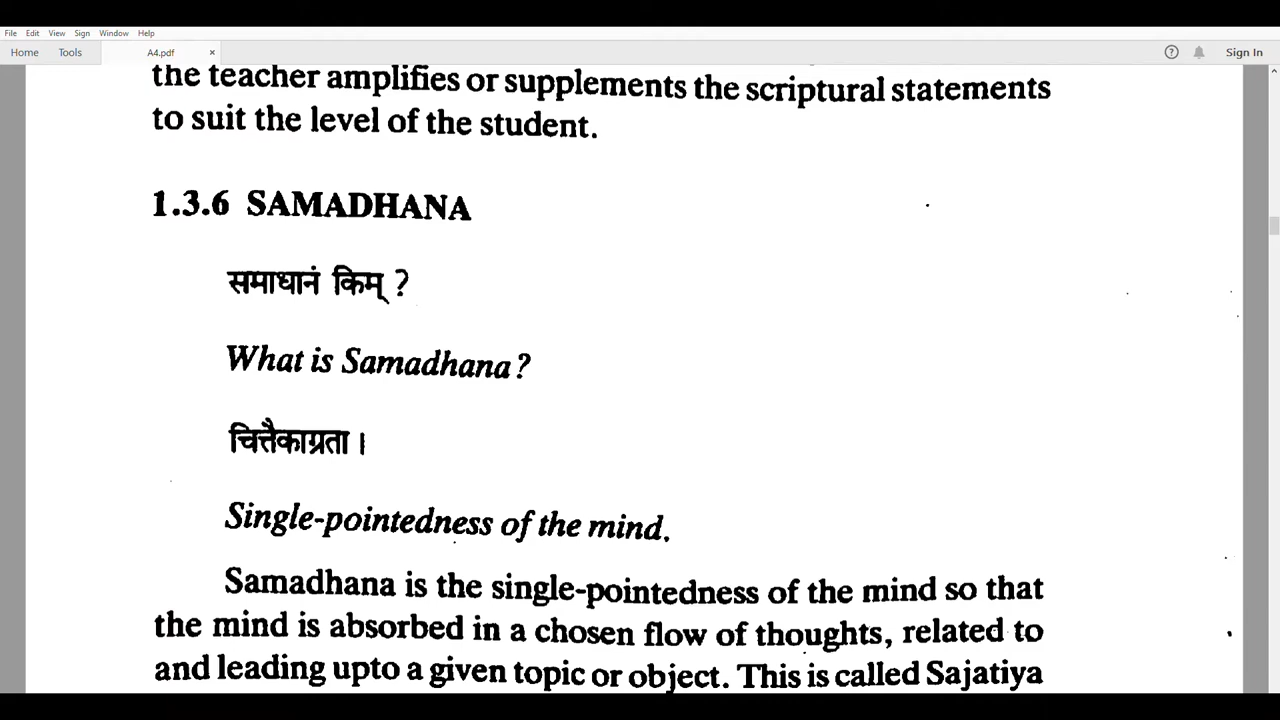 File Edit View Sign Window Help
Home Tools A4.pdf × Sign In
the teacher amplifies or supplements the scriptural statements
to suit the level of the student.
1.3.6 SAMADHANA
समाधानं किम् ?
What is Samadhana?
चित्तैकाग्रता ।
Single-pointedness of the mind.
Samadhana is the single-pointedness of the mind so that
the mind is absorbed in a chosen flow of thoughts, related to
and leading upto a given topic or object. This is called Sajatiya